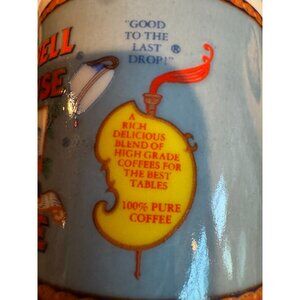 "GOOD
TO THE
LAST ®
DROP!"
ELL
SE
A
RICH
DELICIOUS
BLEND OF
HIGH GRADE
COFFEES FOR
THE BEST
TABLES
100% PURE
COFFEE